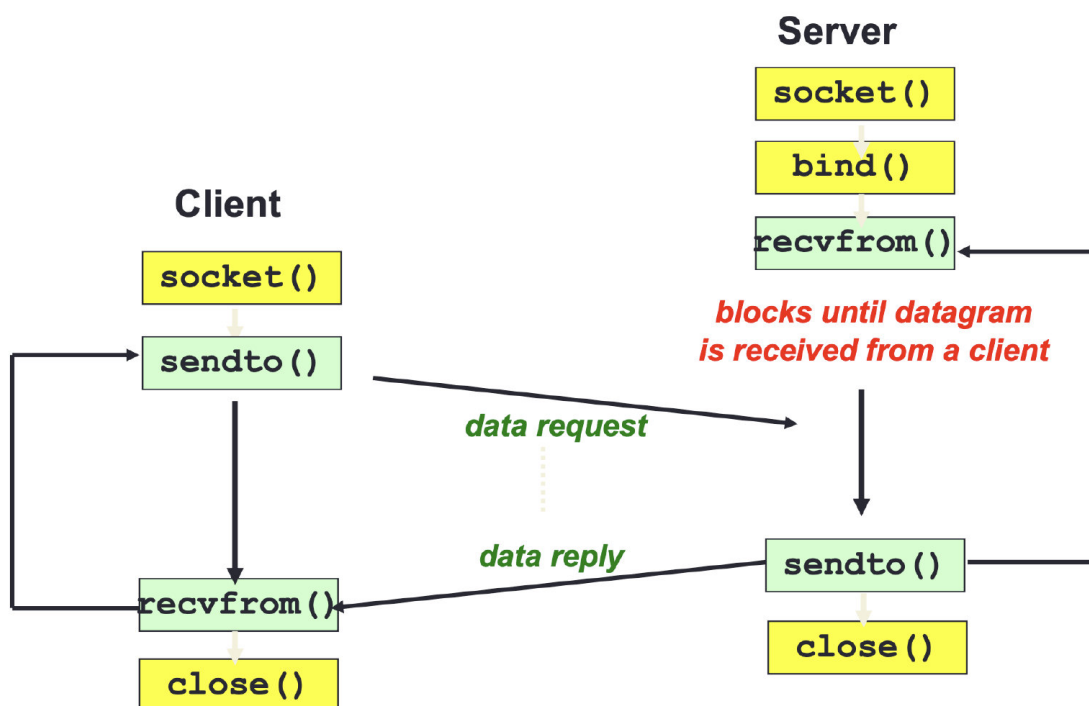 Server
socket()
bind()
recvfrom()
blocks until datagram
is received from a client
sendto()
close()
Client
socket()
sendto()
recvfrom()
close()
data request
data reply